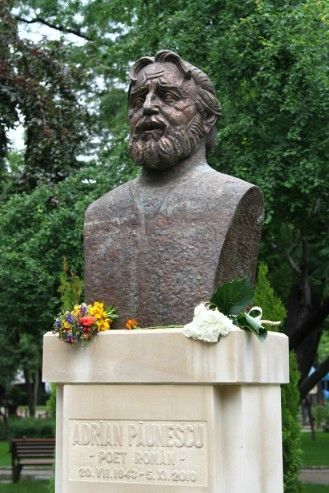 ADRIAN PĂUNESCU
- POET ROMÂN -
20.VII.1943-5.XI.2010